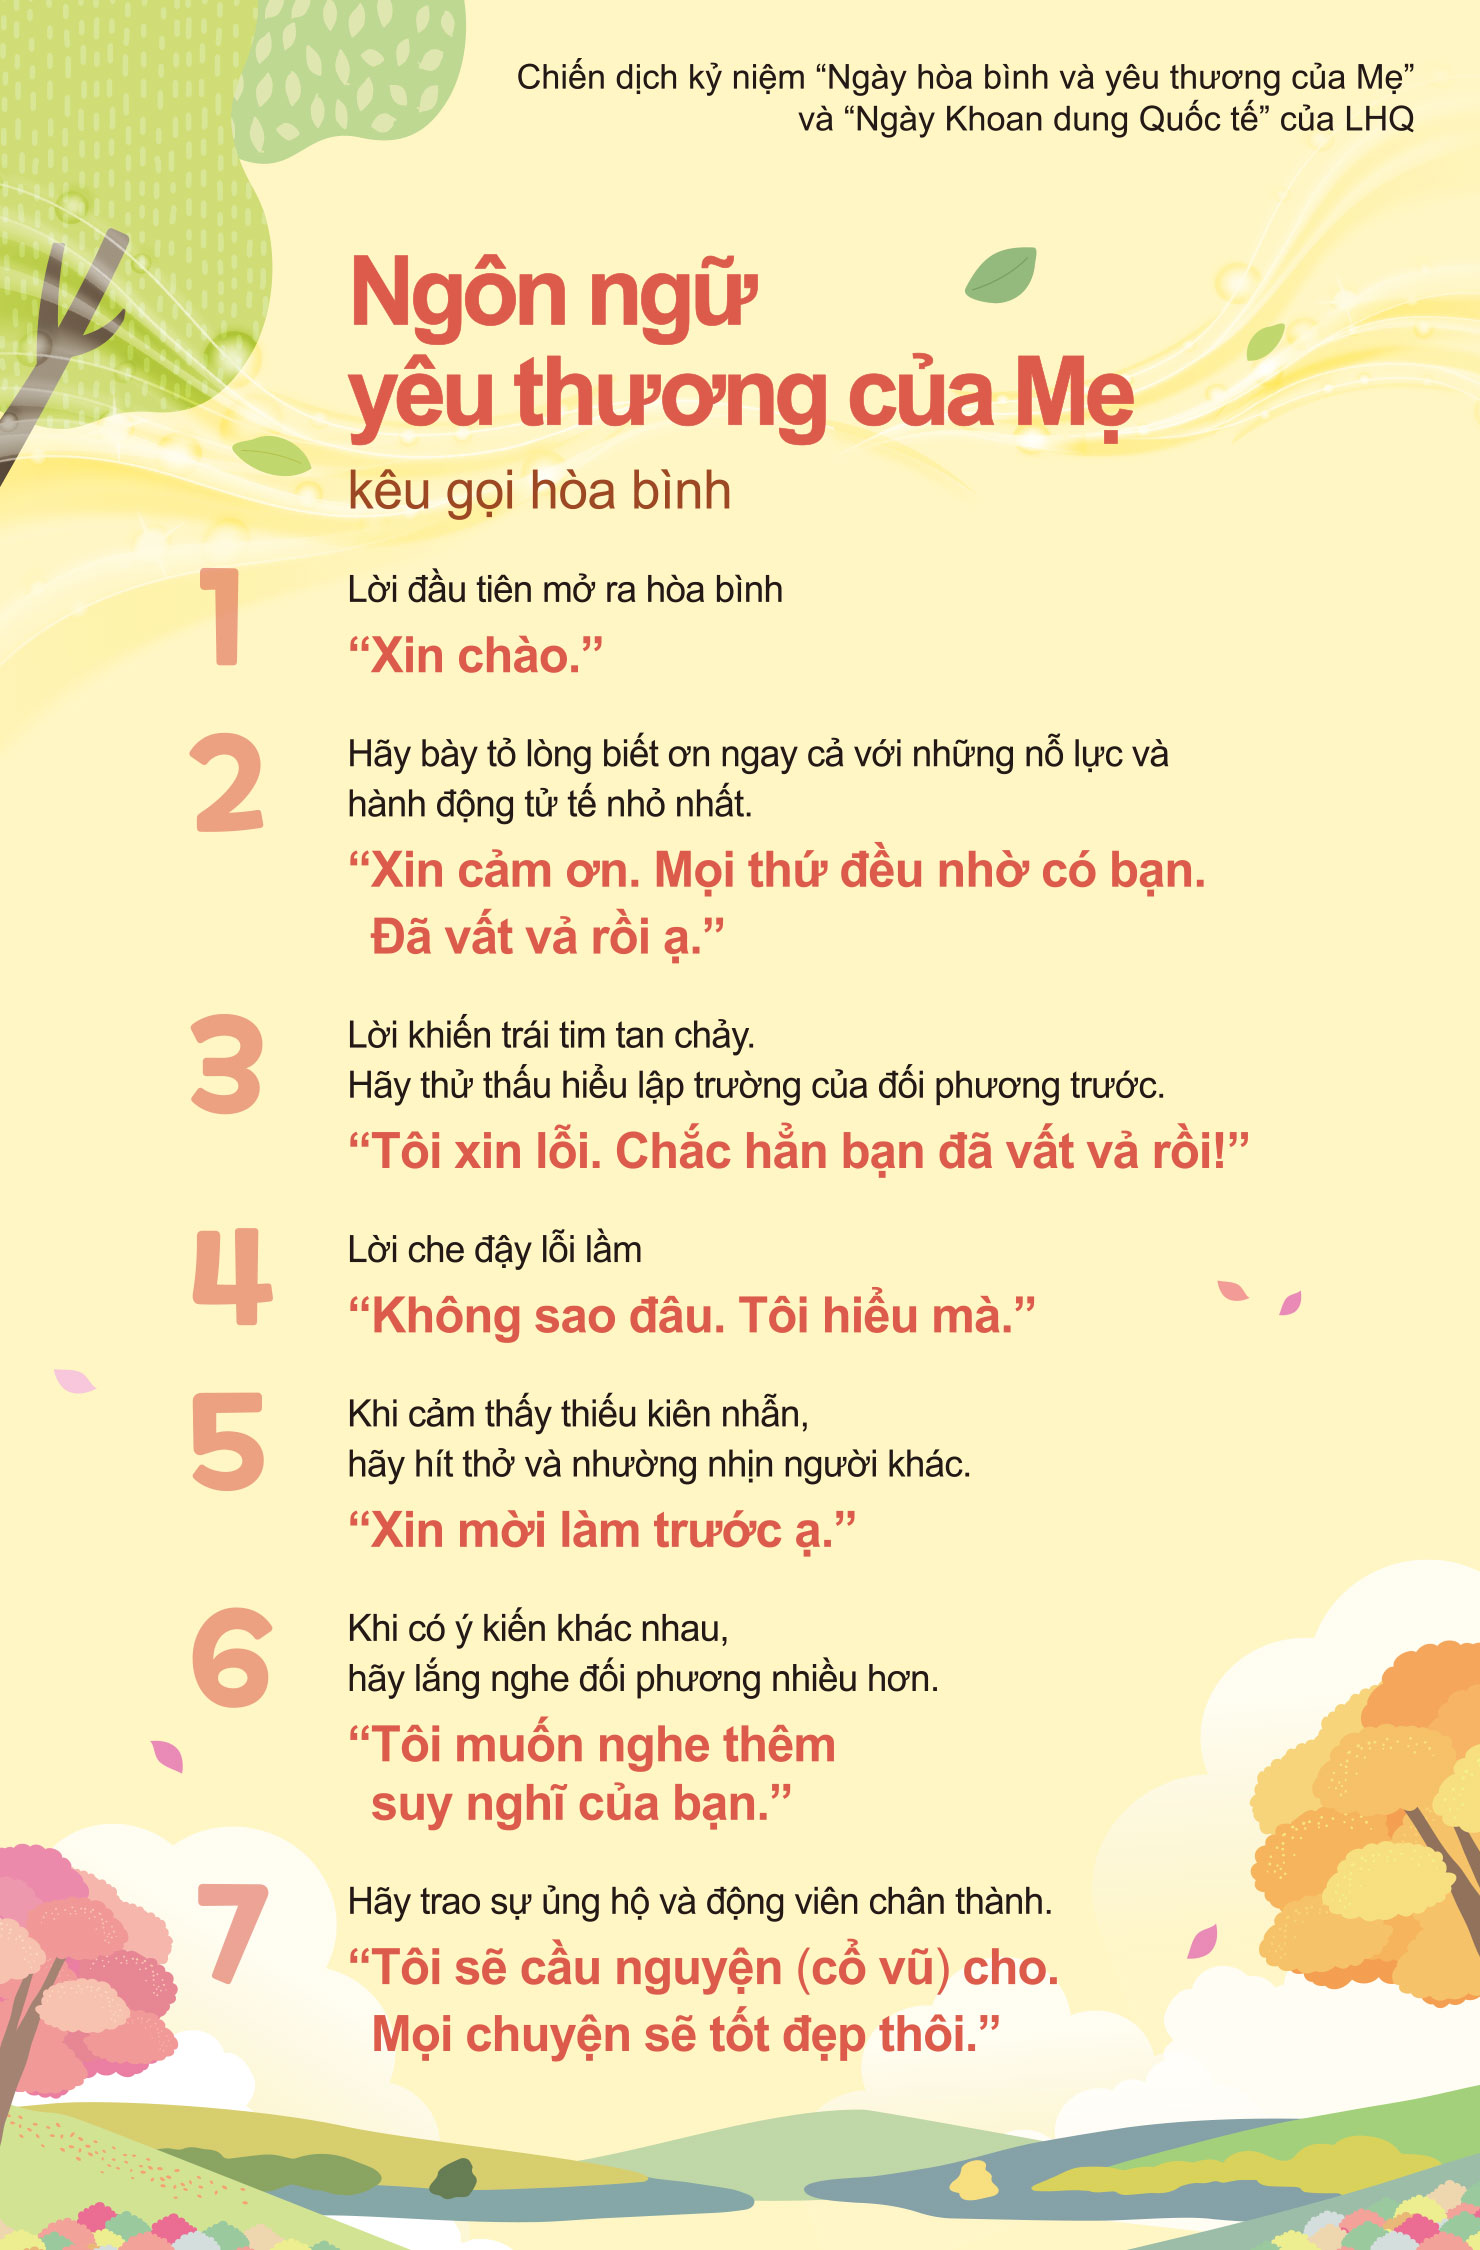 Chiến dịch kỷ niệm “Ngày hòa bình và yêu thương của Mẹ”
và “Ngày Khoan dung Quốc tế” của LHQ
Ngôn ngữ
yêu thương của Mẹ
kêu gọi hòa bình
1
Lời đầu tiên mở ra hòa bình
“Xin chào.”
2
Hãy bày tỏ lòng biết ơn ngay cả với những nỗ lực và
hành động tử tế nhỏ nhất.
“Xin cảm ơn. Mọi thứ đều nhờ có bạn.
Đã vất vả rồi ạ.”
3
Lời khiến trái tim tan chảy.
Hãy thử thấu hiểu lập trường của đối phương trước.
“Tôi xin lỗi. Chắc hẳn bạn đã vất vả rồi!”
4
Lời che đậy lỗi lầm
“Không sao đâu. Tôi hiểu mà.”
5
Khi cảm thấy thiếu kiên nhẫn,
hãy hít thở và nhường nhịn người khác.
“Xin mời làm trước ạ.”
6
Khi có ý kiến khác nhau,
hãy lắng nghe đối phương nhiều hơn.
“Tôi muốn nghe thêm
suy nghĩ của bạn.”
7
Hãy trao sự ủng hộ và động viên chân thành.
“Tôi sẽ cầu nguyện (cổ vũ) cho.
Mọi chuyện sẽ tốt đẹp thôi.”